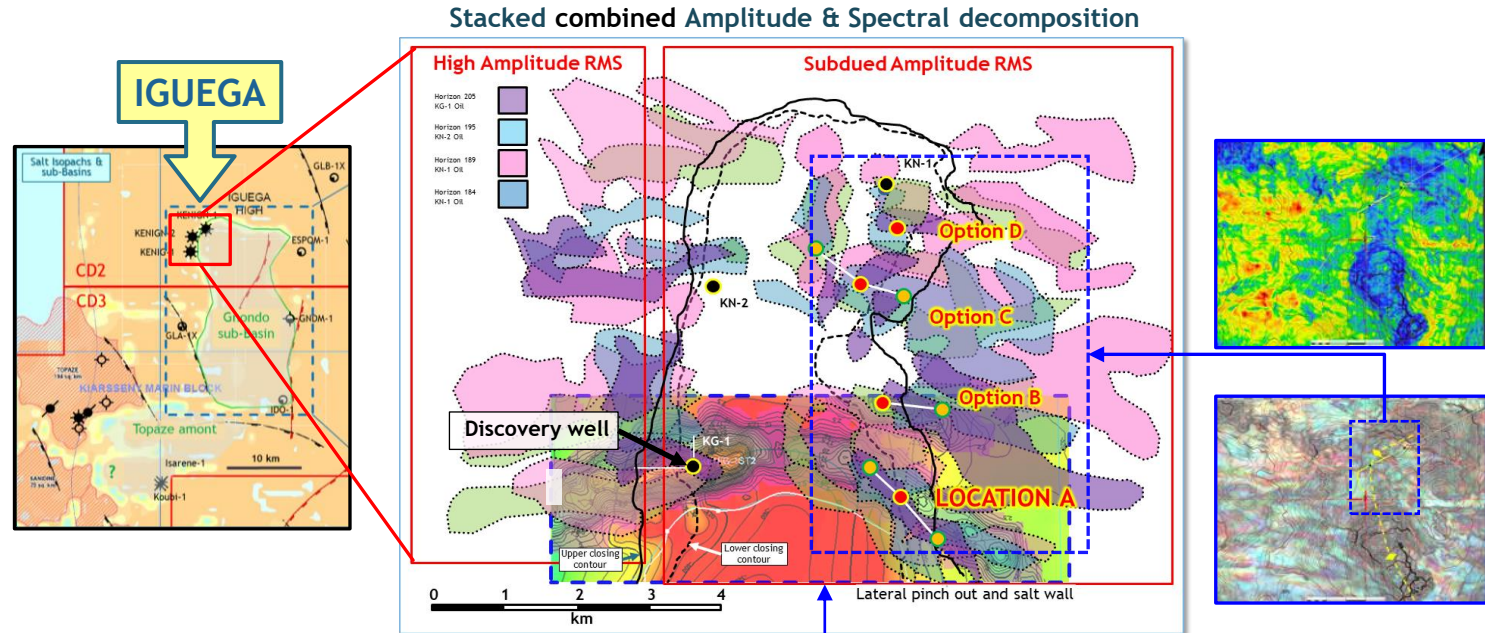 Stacked combined Amplitude & Spectral decomposition
IGUEGA
Salt Isopachs &
sub-Basins
GLB-1X
IGUEGA
HIGH
KENIGN-2
ESPOM-1
CD2
CD3
Gnondo
sub-Basin
GLA-1X
GNDM-1
TOPAZE
KIARSSENY MARIN BLOCK
IDO-1
Topaze amont
?
Isarene-1
10 km
Koubi-1
High Amplitude RMS
Subdued Amplitude RMS
Horizon 205
KG-1 Oil
Horizon 195
KN-2 Oil
Horizon 189
KN-1 Oil
Horizon 184
KN-1 Oil
KN-1
Option D
KN-2
Option C
Option B
Discovery well
KG-1
LOCATION A
Upper closing
contour
Lower closing
contour
0 1 2 3 4
km
Lateral pinch out and salt wall